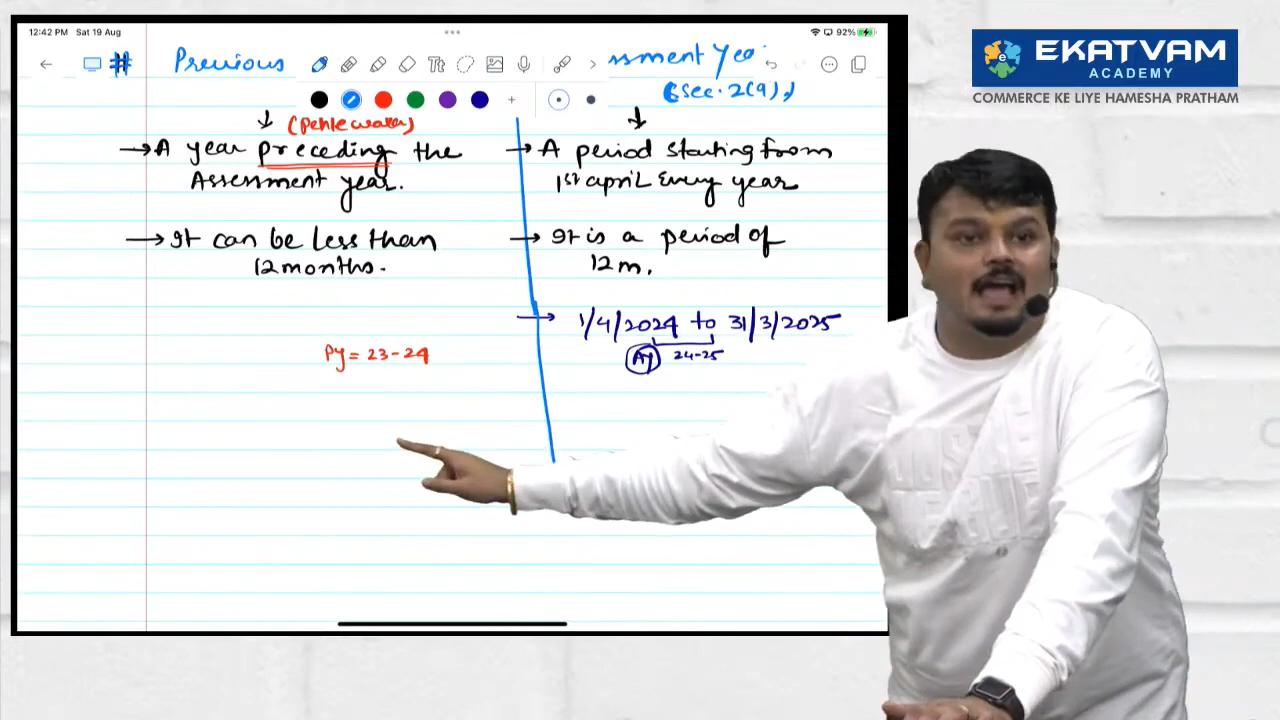 12:42 PM Sat 19 Aug
92%
EKATVAM
ACADEMY
COMMERCE KE LIYE HAMESHA PRATHAM
# Previous
ssment Yea
(Sec. 2(9))
(Pehle wala)
→ A year preceding the
Assessment year.
→ It can be less than
12 months.
Py = 23-24
→ A period starting from
1st april Every year
→ It is a period of
12 m.
→ 1/4/2024 to 31/3/2025
Ay 24-25